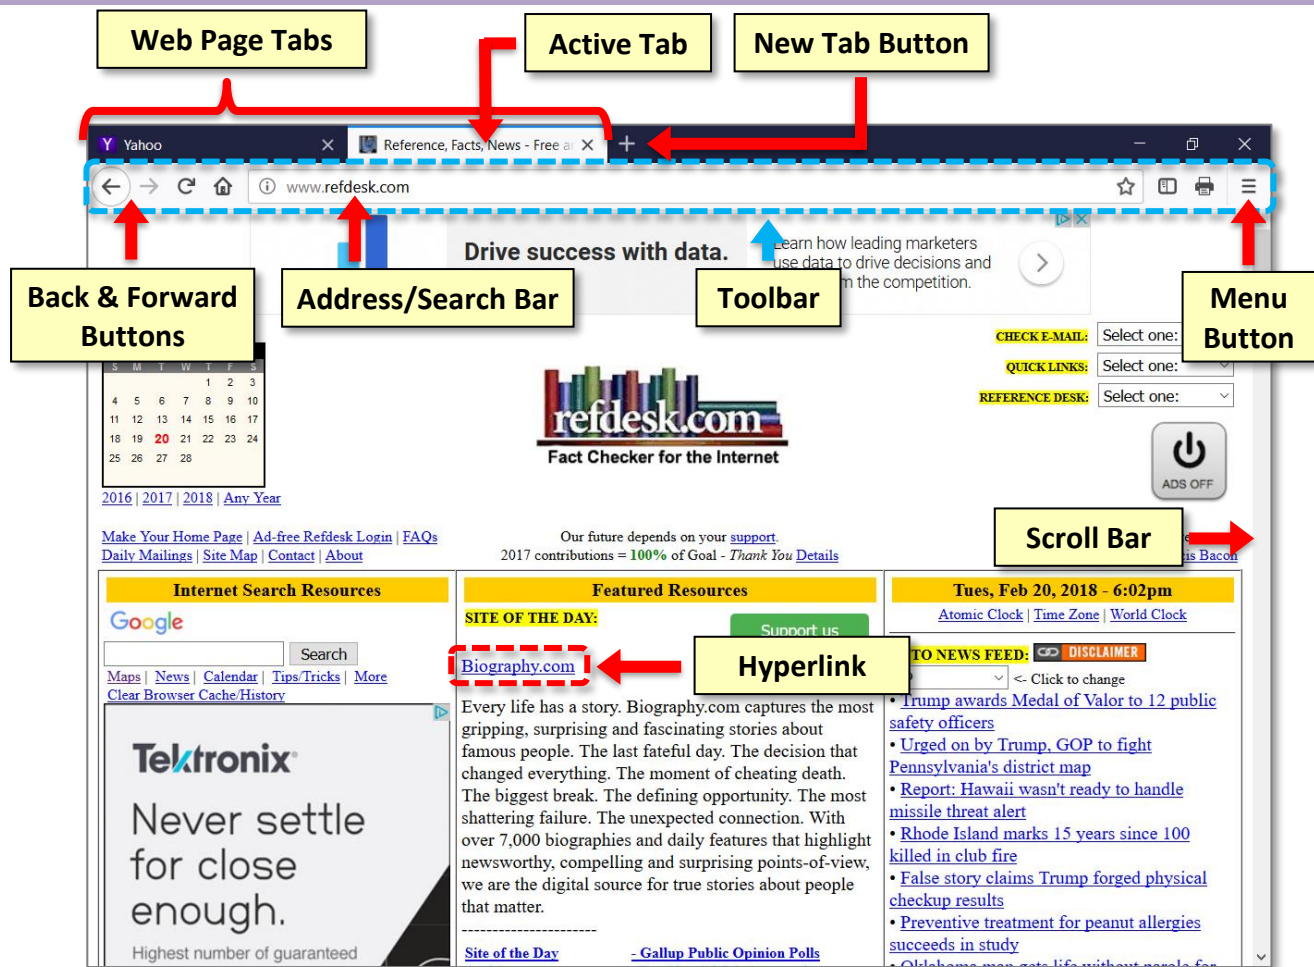 Web Page Tabs
Active Tab
New Tab Button
Yahoo
Reference, Facts, News - Free a
www.refdesk.com
Drive success with data.
Learn how leading marketers
use data to drive decisions and
the competition.
Back & Forward
Buttons
Address/Search Bar
Toolbar
Menu
Button
CHECK E-MAIL: Select one:
QUICK LINKS: Select one:
REFERENCE DESK: Select one:
S M T W T F S
1 2 3
4 5 6 7 8 9 10
11 12 13 14 15 16 17
18 19 20 21 22 23 24
25 26 27 28
2016 | 2017 | 2018 | Any Year
refdesk.com
Fact Checker for the Internet
ADS OFF
Make Your Home Page | Ad-free Refdesk Login | FAQs
Daily Mailings | Site Map | Contact | About
Our future depends on your support.
2017 contributions = 100% of Goal - Thank You Details
Scroll Bar
Bacon
Internet Search Resources
Google
Search
Maps | News | Calendar | Tips/Tricks | More
Clear Browser Cache/History
Tektronix
Never settle
for close
enough.
Highest number of guaranteed
Featured Resources
SITE OF THE DAY:
Support us
Biography.com
Hyperlink
Every life has a story. Biography.com captures the most
gripping, surprising and fascinating stories about
famous people. The last fateful day. The decision that
changed everything. The moment of cheating death.
The biggest break. The defining opportunity. The most
shattering failure. The unexpected connection. With
over 7,000 biographies and daily features that highlight
newsworthy, compelling and surprising points-of-view,
we are the digital source for true stories about people
that matter.
----------------------
Site of the Day - Gallup Public Opinion Polls
Tues, Feb 20, 2018 - 6:02pm
Atomic Clock | Time Zone | World Clock
TO NEWS FEED: DISCLAIMER
<- Click to change
• Trump awards Medal of Valor to 12 public
safety officers
• Urged on by Trump, GOP to fight
Pennsylvania's district map
• Report: Hawaii wasn't ready to handle
missile threat alert
• Rhode Island marks 15 years since 100
killed in club fire
• False story claims Trump forged physical
checkup results
• Preventive treatment for peanut allergies
succeeds in study
• Oklahoma man gets life without parole for